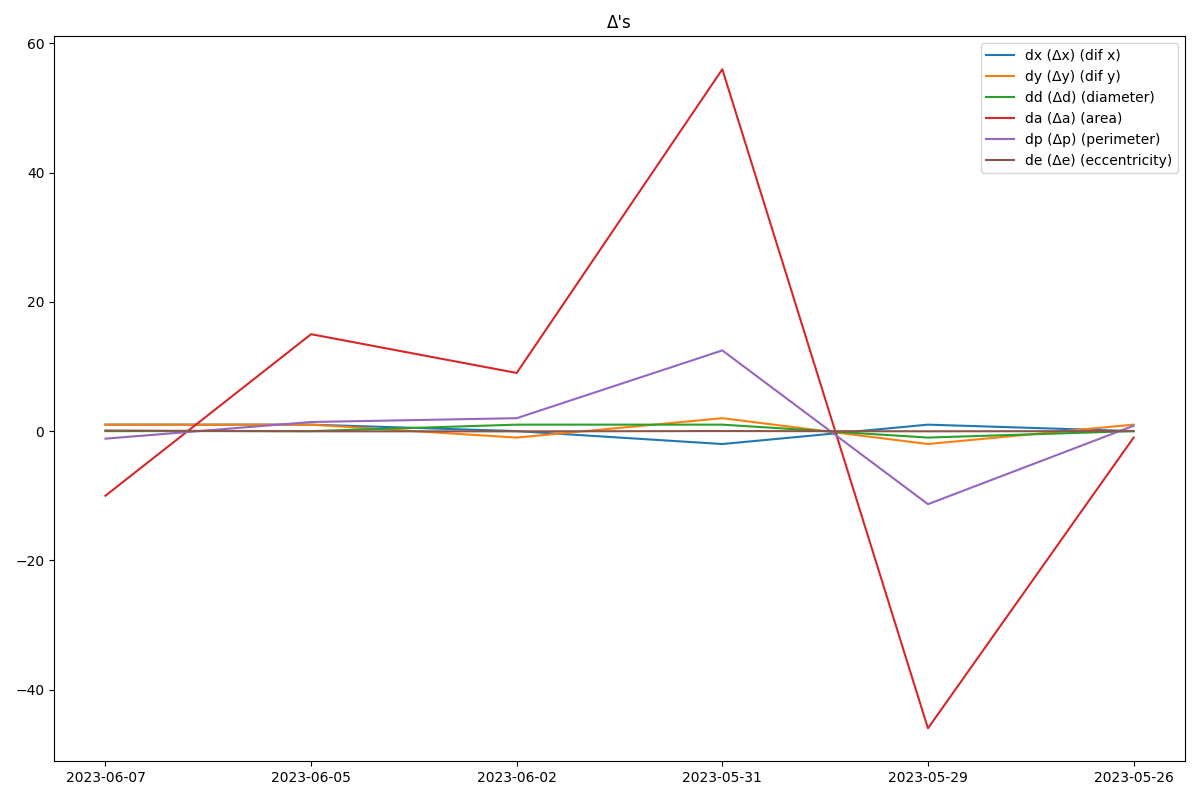 Δ's
60
40
20
0
−20
−40
dx (Δx) (dif x)
dy (Δy) (dif y)
dd (Δd) (diameter)
da (Δa) (area)
dp (Δp) (perimeter)
de (Δe) (eccentricity)
2023-06-07 2023-06-05 2023-06-02 2023-05-31 2023-05-29 2023-05-26